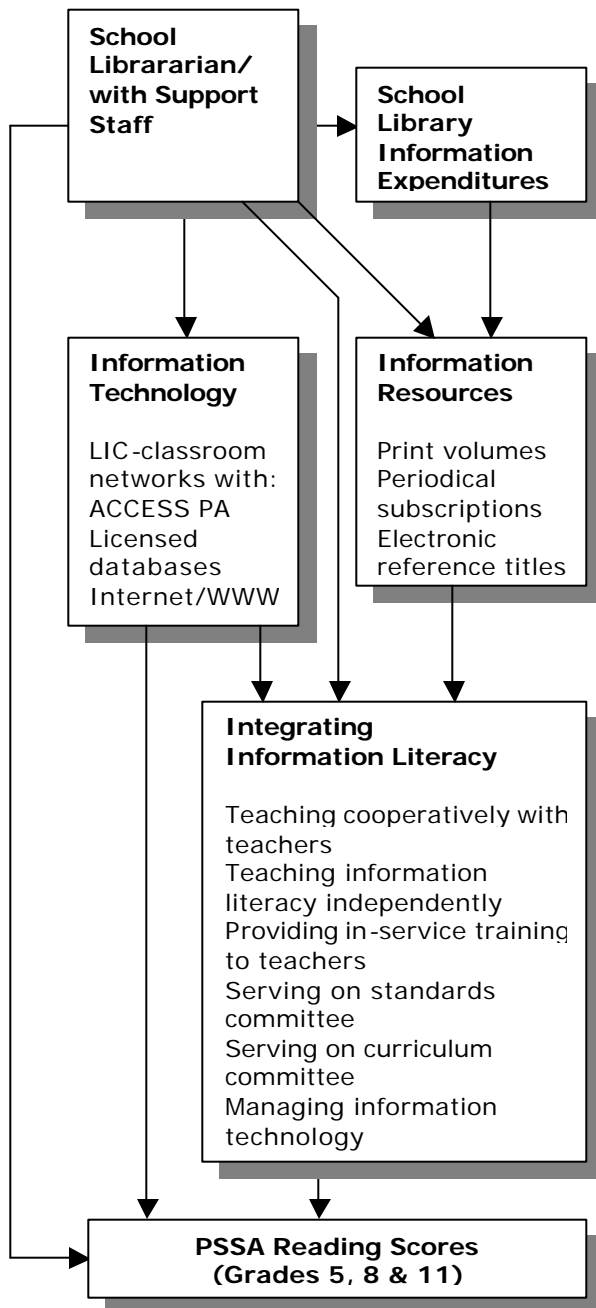 School
Librararian/
with Support
Staff
School
Library
Information
Expenditures
Information
Technology
LIC-classroom
networks with:
ACCESS PA
Licensed
databases
Internet/WWW
Information
Resources
Print volumes
Periodical
subscriptions
Electronic
reference titles
Integrating
Information Literacy
Teaching cooperatively with
teachers
Teaching information
literacy independently
Providing in-service training
to teachers
Serving on standards
committee
Serving on curriculum
committee
Managing information
technology
PSSA Reading Scores
(Grades 5, 8 & 11)